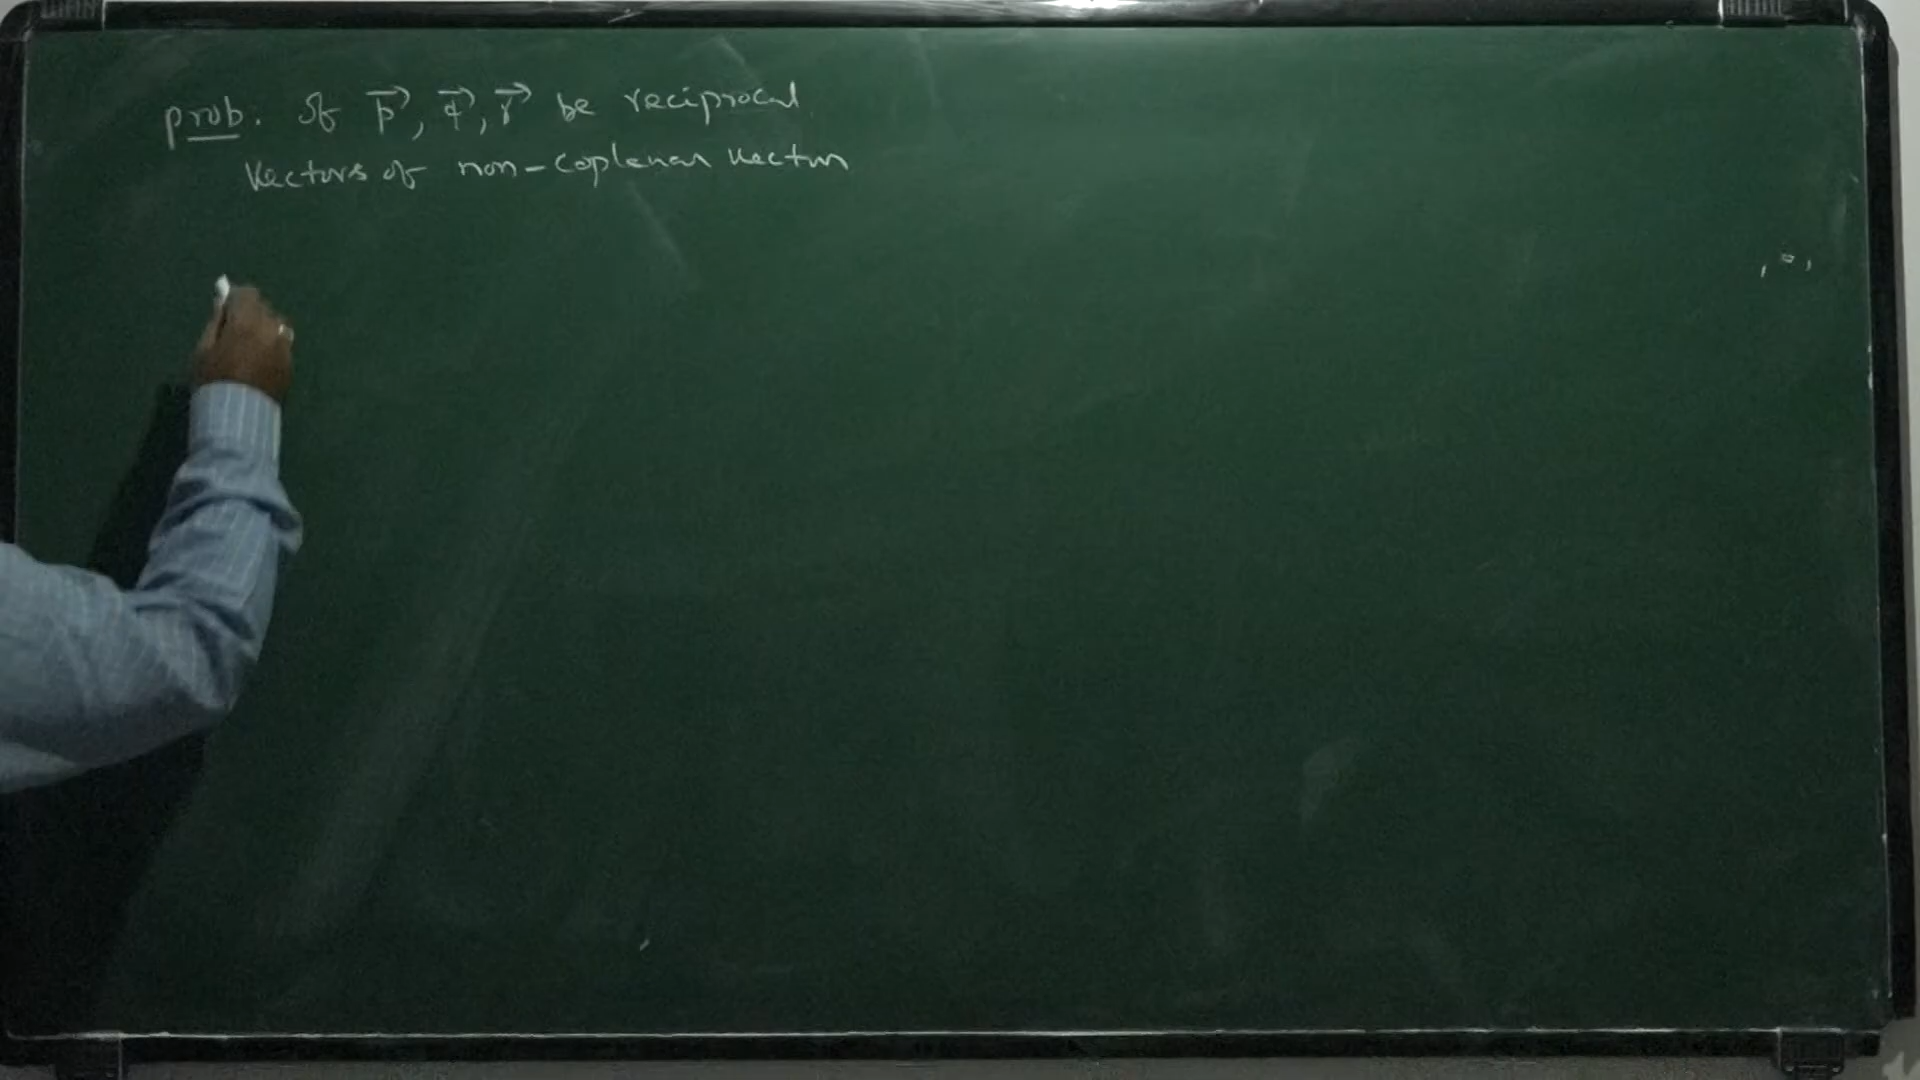 prob. If p⃗, q⃗, r⃗ be reciprocal
vectors of non-coplanar vectors